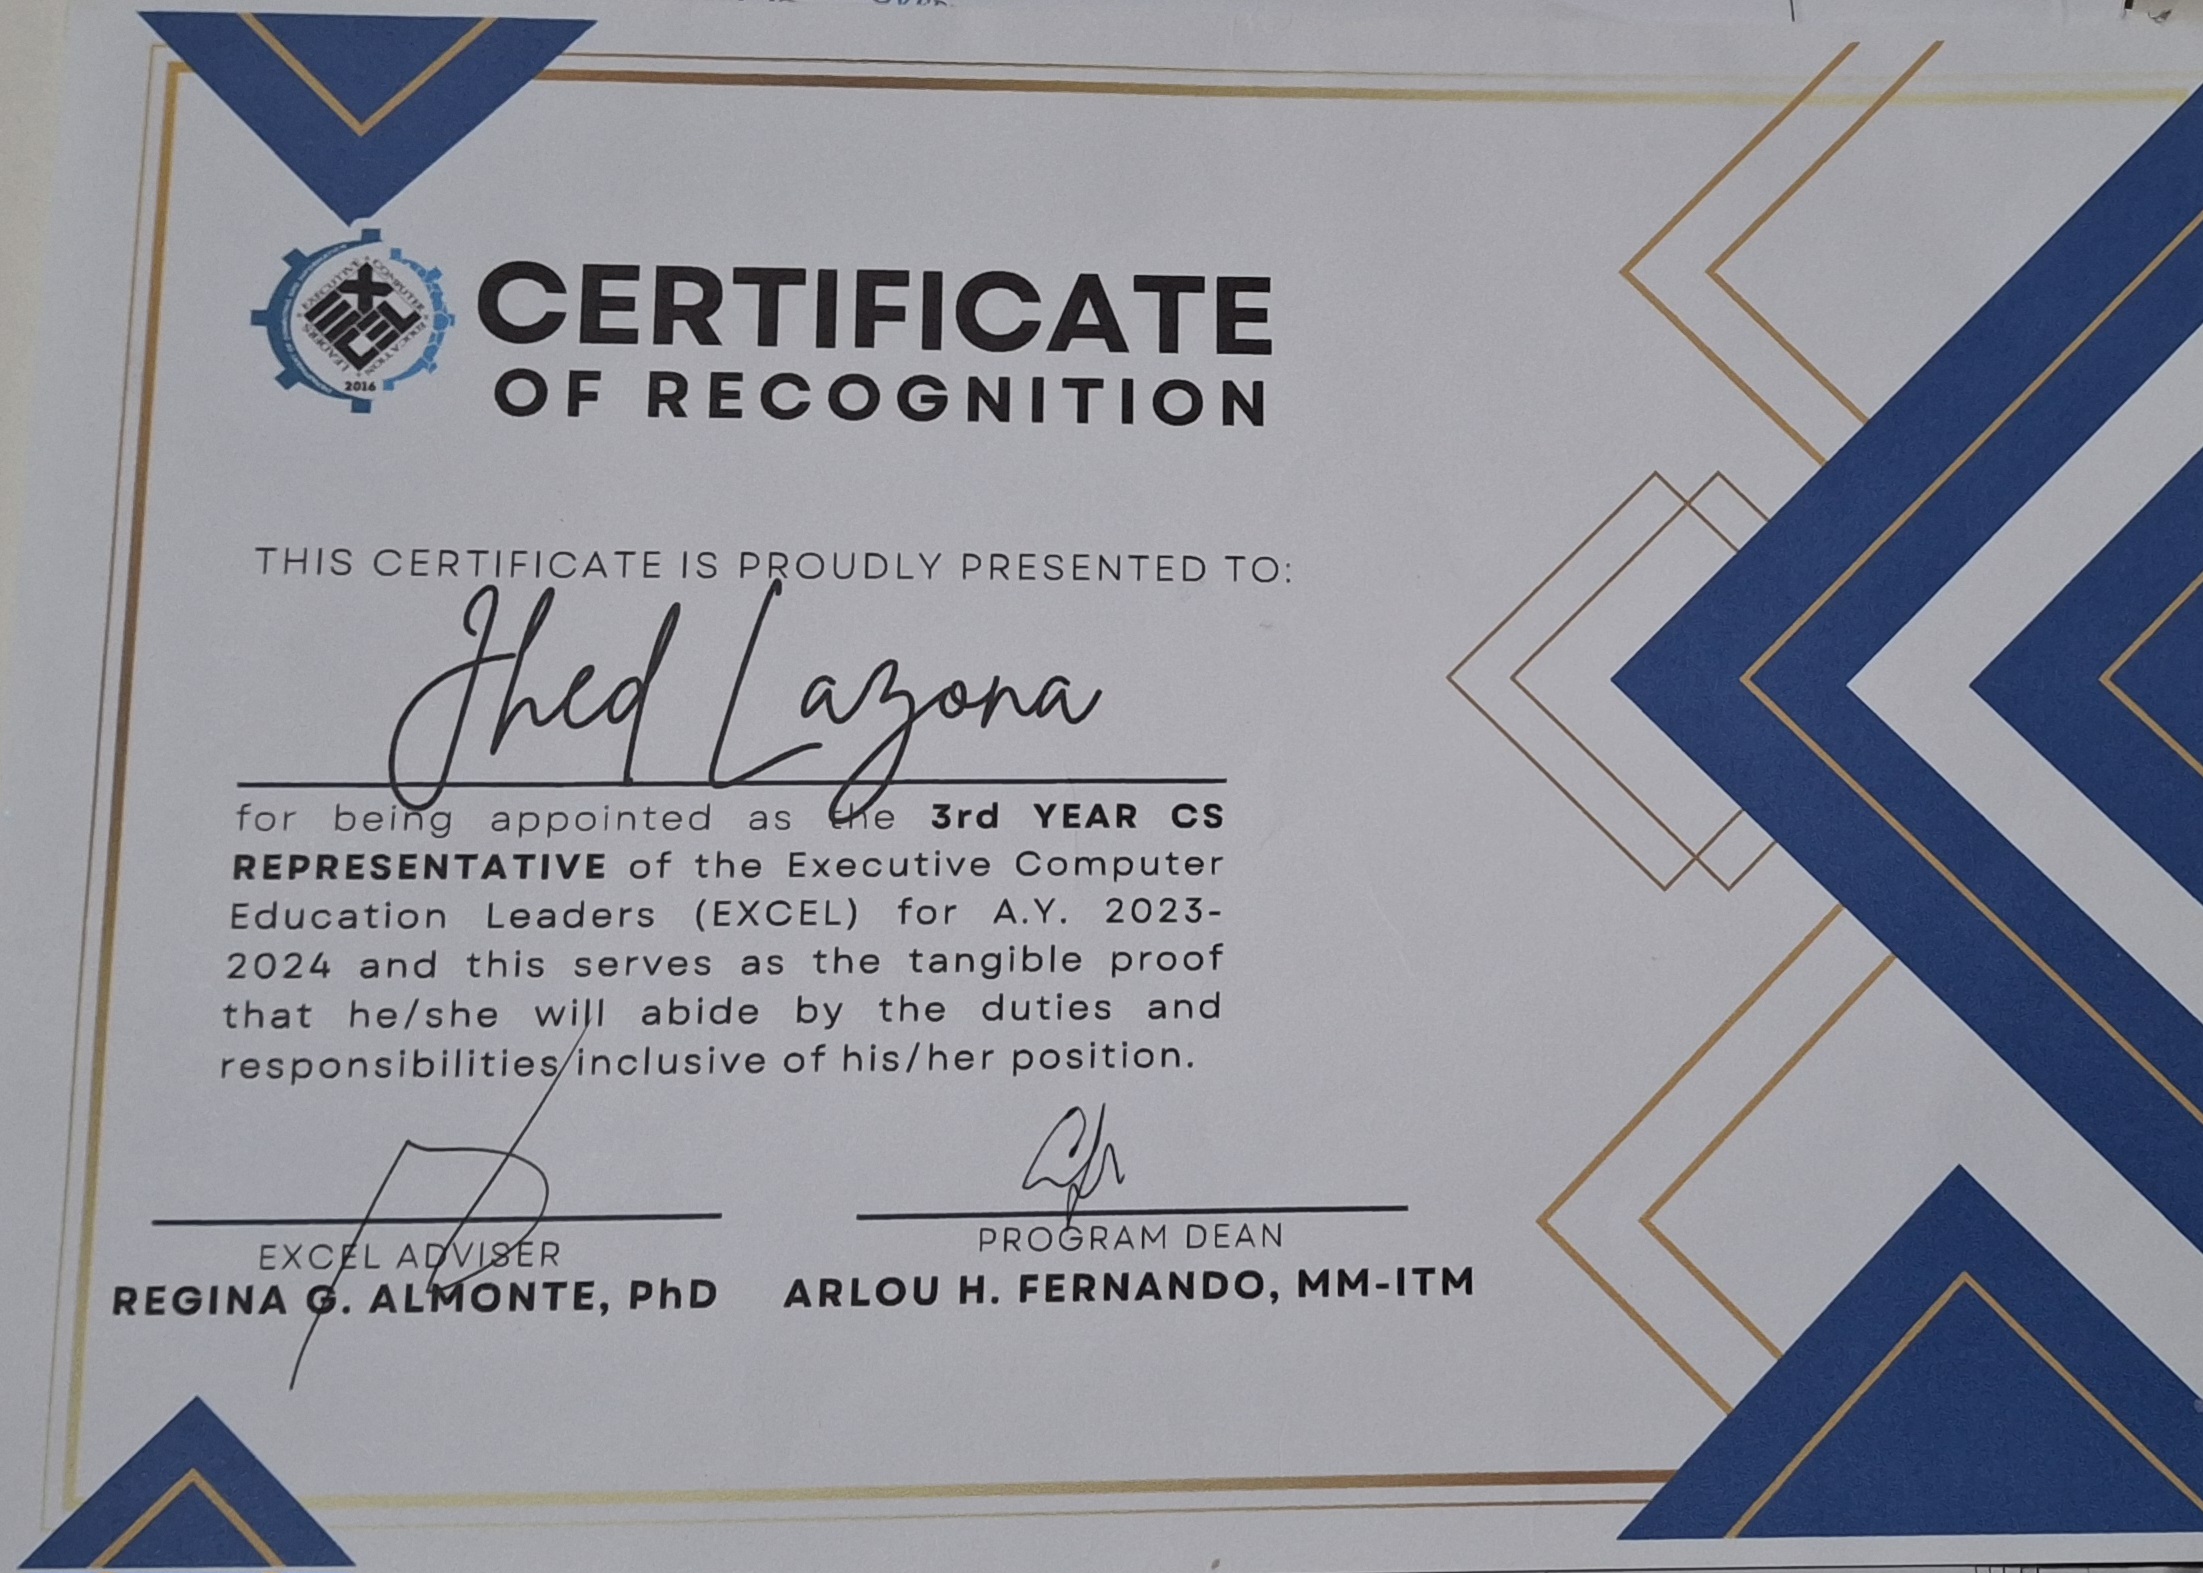 EXECUTIVE COMPUTER EDUCATION LEADERS
EXCEL
2016
CERTIFICATE
OF RECOGNITION
THIS CERTIFICATE IS PROUDLY PRESENTED TO:
Jhed Lazona
for being appointed as the 3rd YEAR CS
REPRESENTATIVE of the Executive Computer
Education Leaders (EXCEL) for A.Y. 2023-
2024 and this serves as the tangible proof
that he/she will abide by the duties and
responsibilities inclusive of his/her position.
EXCEL ADVISER
REGINA G. ALMONTE, PhD
PROGRAM DEAN
ARLOU H. FERNANDO, MM-ITM